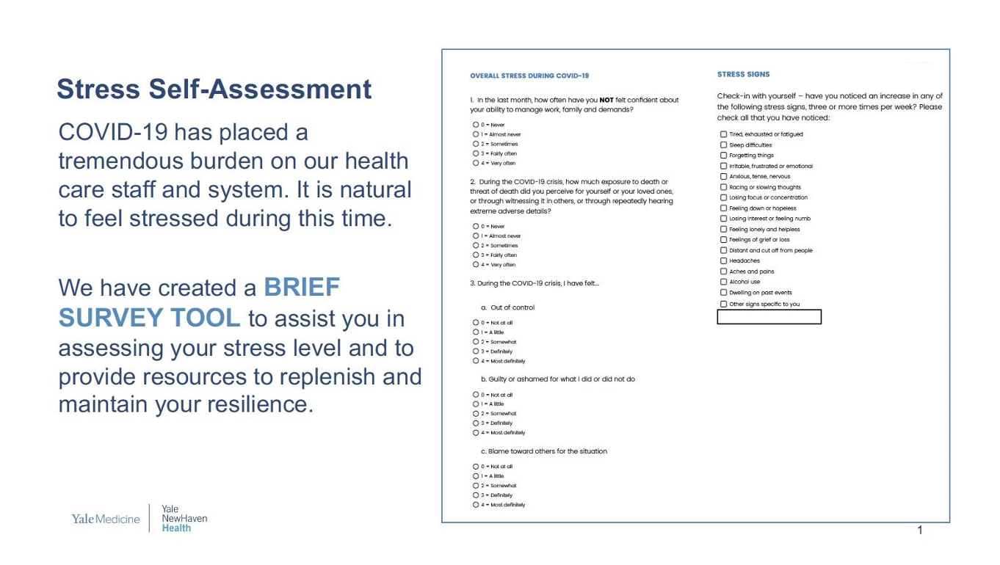 Stress Self-Assessment
COVID-19 has placed a
tremendous burden on our health
care staff and system. It is natural
to feel stressed during this time.
We have created a BRIEF
SURVEY TOOL to assist you in
assessing your stress level and to
provide resources to replenish and
maintain your resilience.
OVERALL STRESS DURING COVID-19
1. In the last month, how often have you NOT felt confident about
your ability to manage work, family and demands?
0 = Never
1 = Almost never
2 = Sometimes
3 = Fairly often
4 = Very often
2. During the COVID-19 crisis, how much exposure to death or
threat of death did you perceive for yourself or your loved ones,
or through witnessing it in others, or through repeatedly hearing
extreme adverse details?
0 = Never
1 = Almost never
2 = Sometimes
3 = Fairly often
4 = Very often
3. During the COVID-19 crisis, I have felt...
a. Out of control
0 = Not at all
1 = A little
2 = Somewhat
3 = Definitely
4 = Most definitely
b. Guilty or ashamed for what I did or did not do
0 = Not at all
1 = A little
2 = Somewhat
3 = Definitely
4 = Most definitely
c. Blame toward others for the situation
0 = Not at all
1 = A little
2 = Somewhat
3 = Definitely
4 = Most definitely
STRESS SIGNS
Check-in with yourself – have you noticed an increase in any of
the following stress signs, three or more times per week? Please
check all that you have noticed:
Tired, exhausted or fatigued
Sleep difficulties
Forgetting things
Irritable, frustrated or emotional
Anxious, tense, nervous
Racing or slowing thoughts
Losing focus or concentration
Feeling down or hopeless
Losing interest or feeling numb
Feeling lonely and helpless
Feelings of grief or loss
Distant and cut off from people
Headaches
Aches and pains
Alcohol use
Dwelling on past events
Other signs specific to you
Yale Medicine
Yale
NewHaven
Health
1